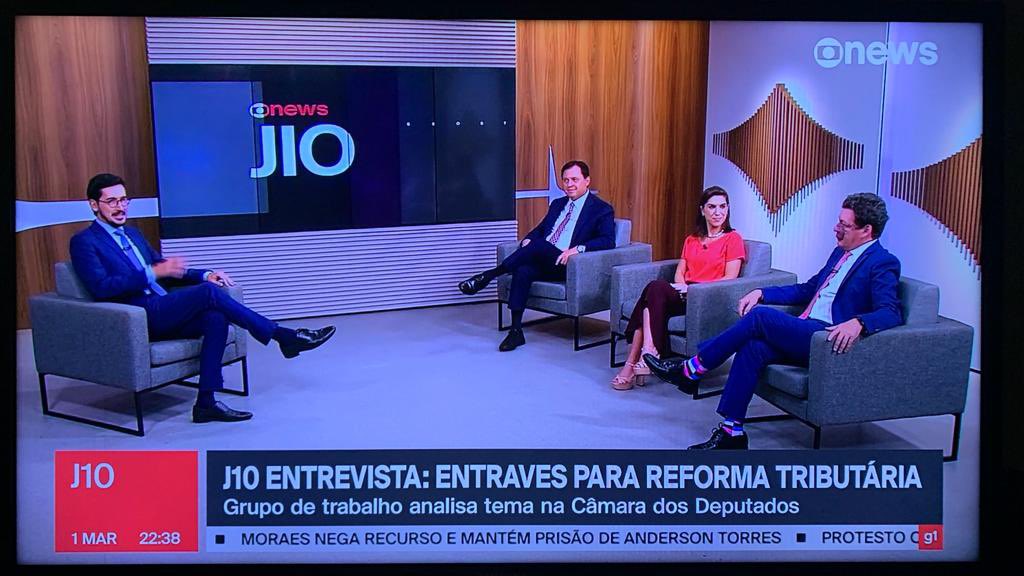 news
news
J10
J10 ENTREVISTA: ENTRAVES PARA REFORMA TRIBUTÁRIA
J10
Grupo de trabalho analisa tema na Câmara dos Deputados
1 MAR 22:38
MORAES NEGA RECURSO E MANTÉM PRISÃO DE ANDERSON TORRES
PROTESTO
g1